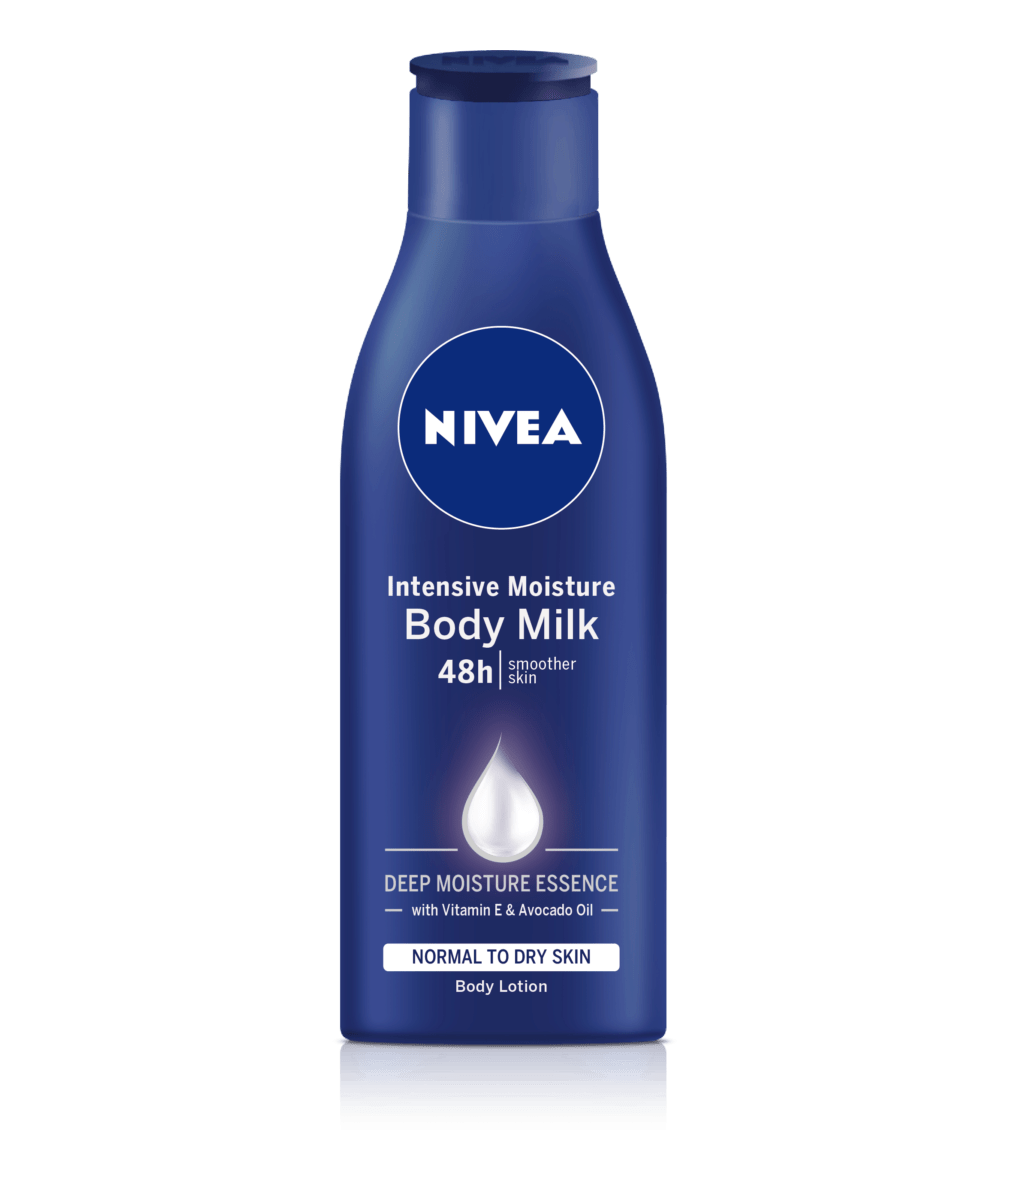 NIVEA
NIVEA
Intensive Moisture
Body Milk
48h smoother
skin
DEEP MOISTURE ESSENCE
with Vitamin E & Avocado Oil
NORMAL TO DRY SKIN
Body Lotion